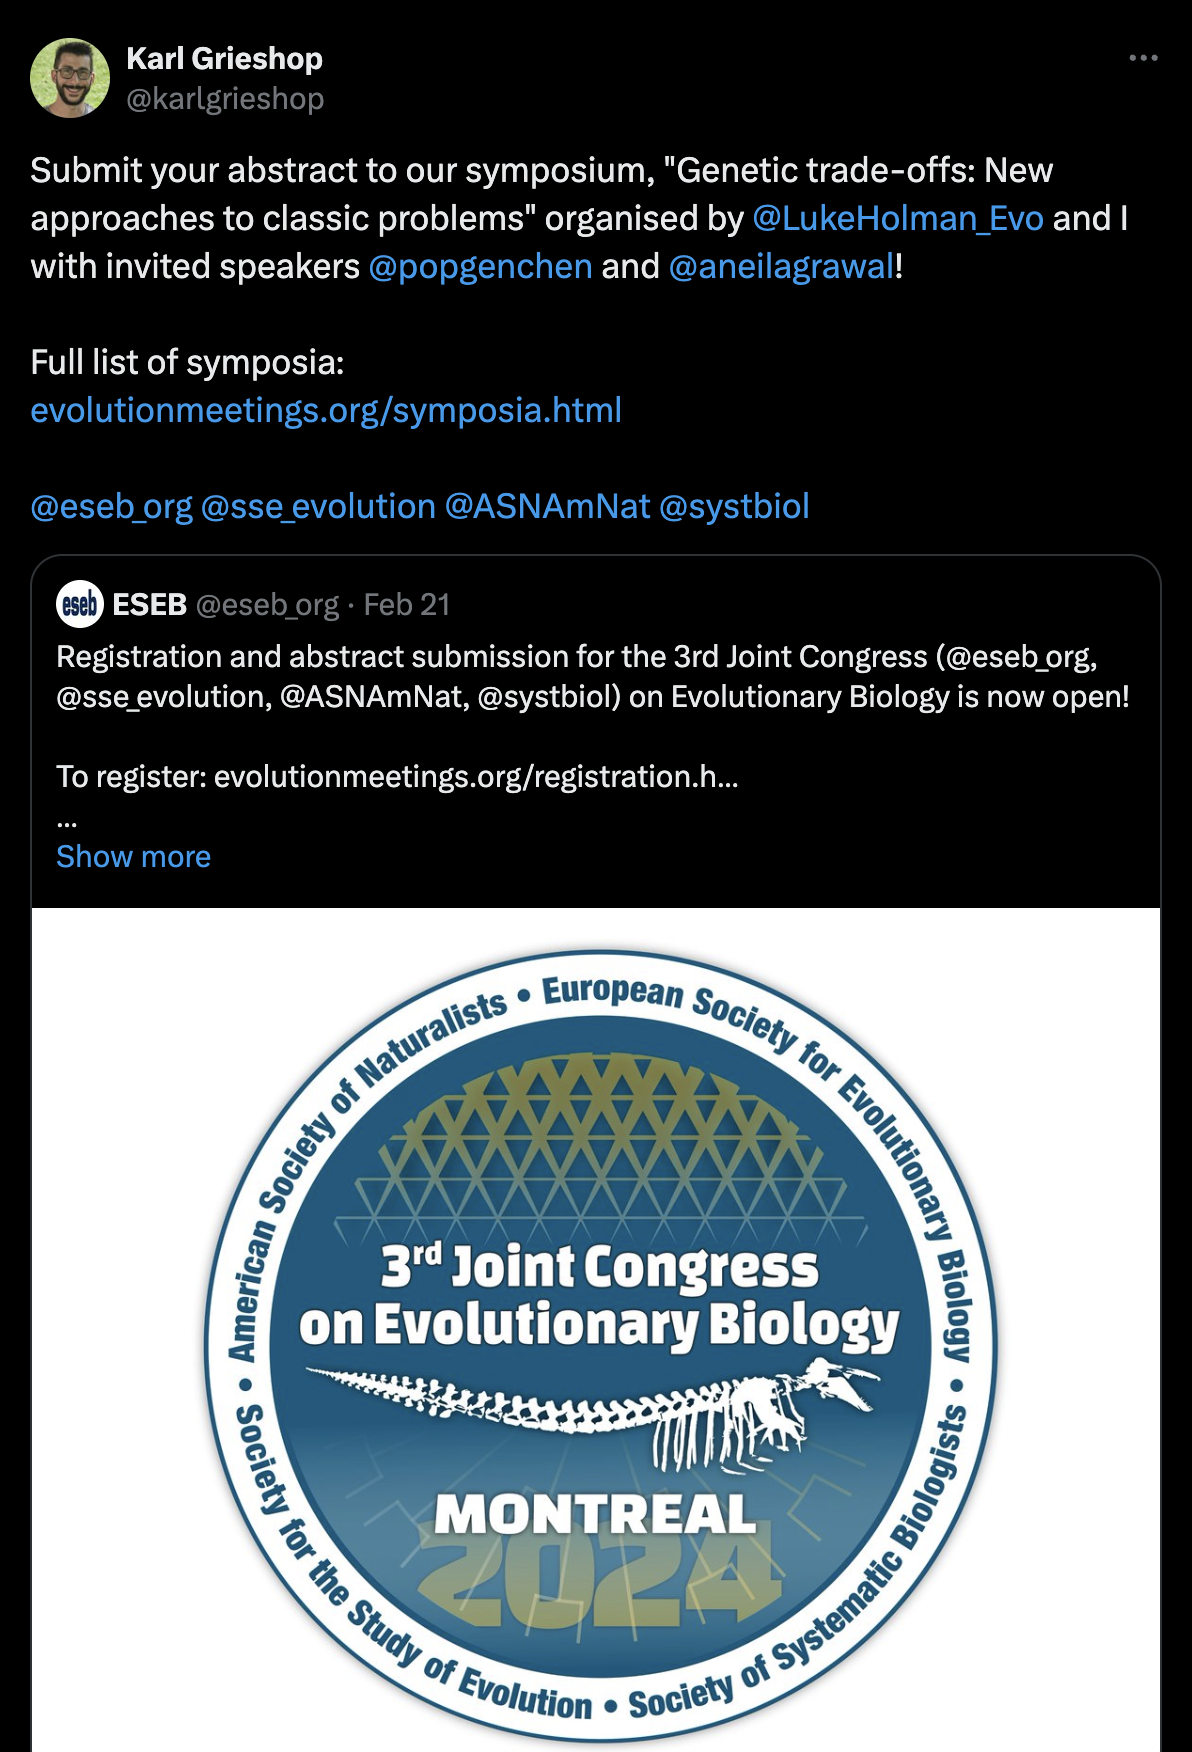 Karl Grieshop
@karlgrieshop
Submit your abstract to our symposium, "Genetic trade-offs: New
approaches to classic problems" organised by @LukeHolman_Evo and I
with invited speakers @popgenchen and @aneilagrawal!
Full list of symposia:
evolutionmeetings.org/symposia.html
@eseb_org @sse_evolution @ASNAmNat @systbiol
eseb ESEB @eseb_org · Feb 21
Registration and abstract submission for the 3rd Joint Congress (@eseb_org,
@sse_evolution, @ASNAmNat, @systbiol) on Evolutionary Biology is now open!
To register: evolutionmeetings.org/registration.h...
...
Show more
American Society of Naturalists • European Society for Evolutionary Biology •
Society for the Study of Evolution • Society of Systematic Biologists •
3rd Joint Congress
on Evolutionary Biology
MONTREAL
2024